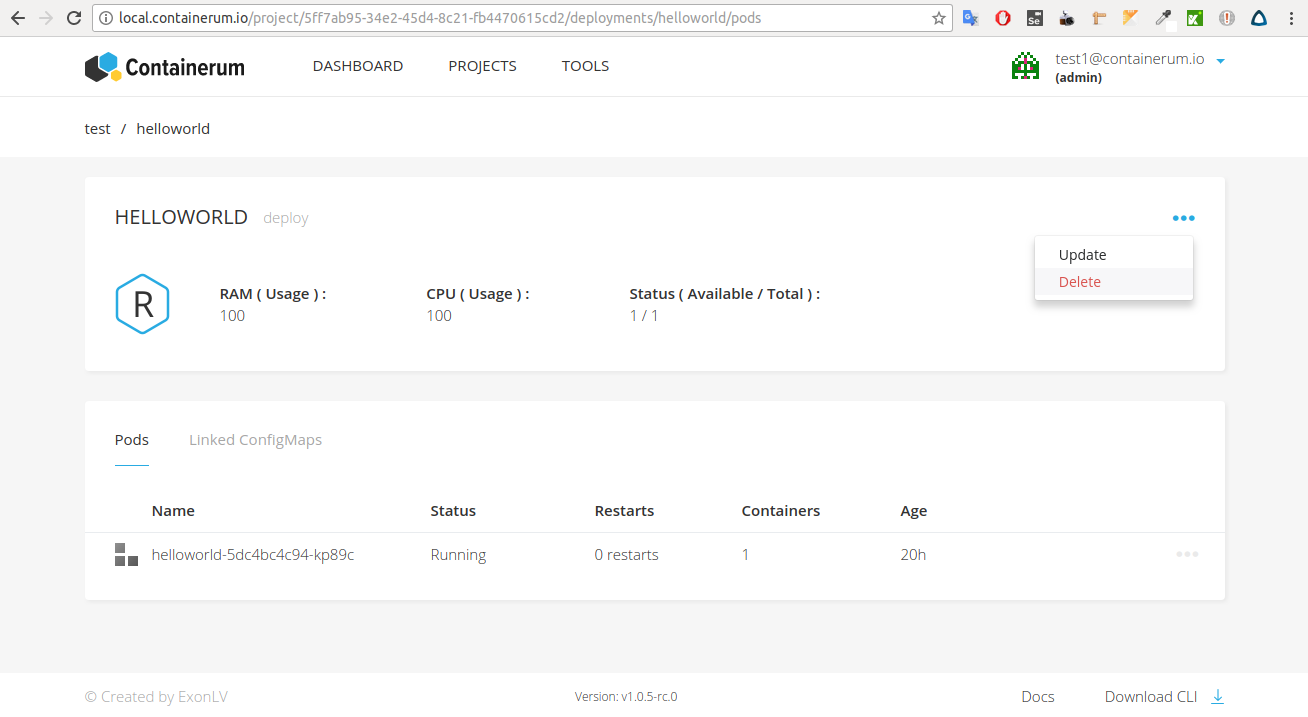 local.containerum.io/project/5ff7ab95-34e2-45d4-8c21-fb4470615cd2/deployments/helloworld/pods
Containerum DASHBOARD PROJECTS TOOLS test1@containerum.io
(admin)
test / helloworld
HELLOWORLD deploy
Update
Delete
R
RAM ( Usage ) : CPU ( Usage ) : Status ( Available / Total ) :
100 100 1 / 1
Pods Linked ConfigMaps
Name Status Restarts Containers Age
helloworld-5dc4bc4c94-kp89c Running 0 restarts 1 20h
© Created by ExonLV Version: v1.0.5-rc.0 Docs Download CLI